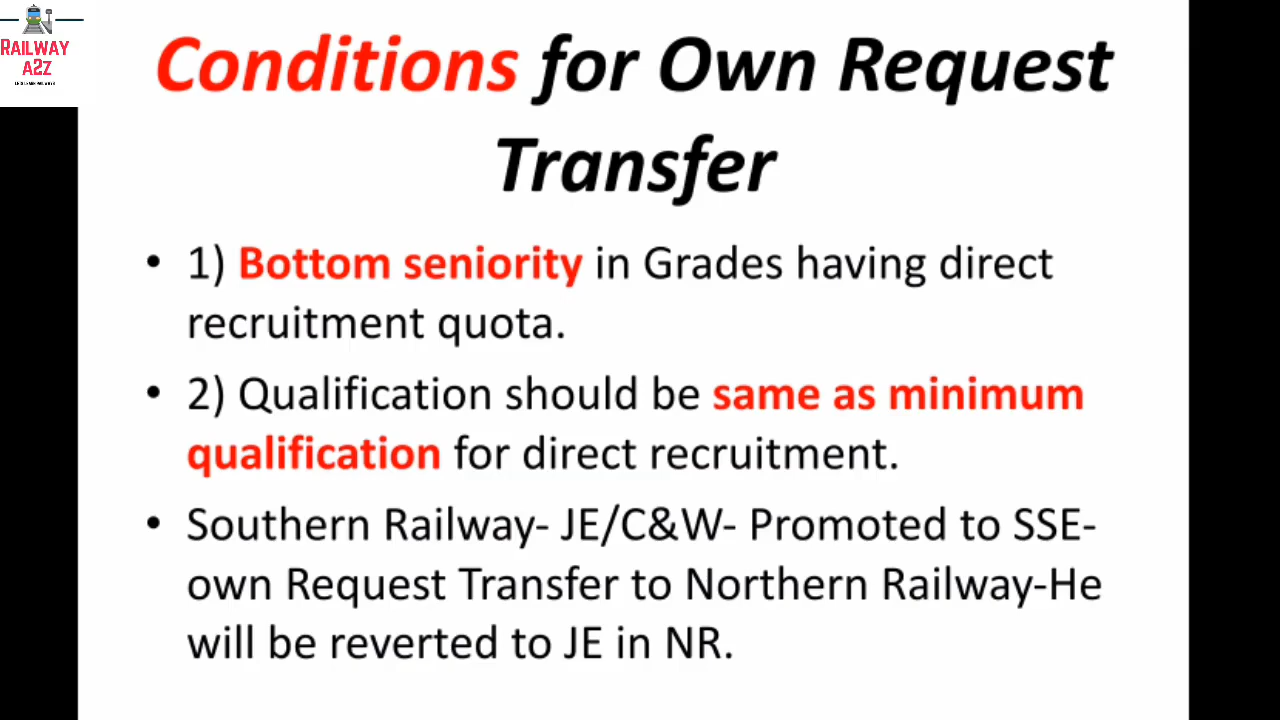 RAILWAY
A2Z
Conditions for Own Request
Transfer
• 1) Bottom seniority in Grades having direct
recruitment quota.
• 2) Qualification should be same as minimum
qualification for direct recruitment.
• Southern Railway- JE/C&W- Promoted to SSE-
own Request Transfer to Northern Railway-He
will be reverted to JE in NR.